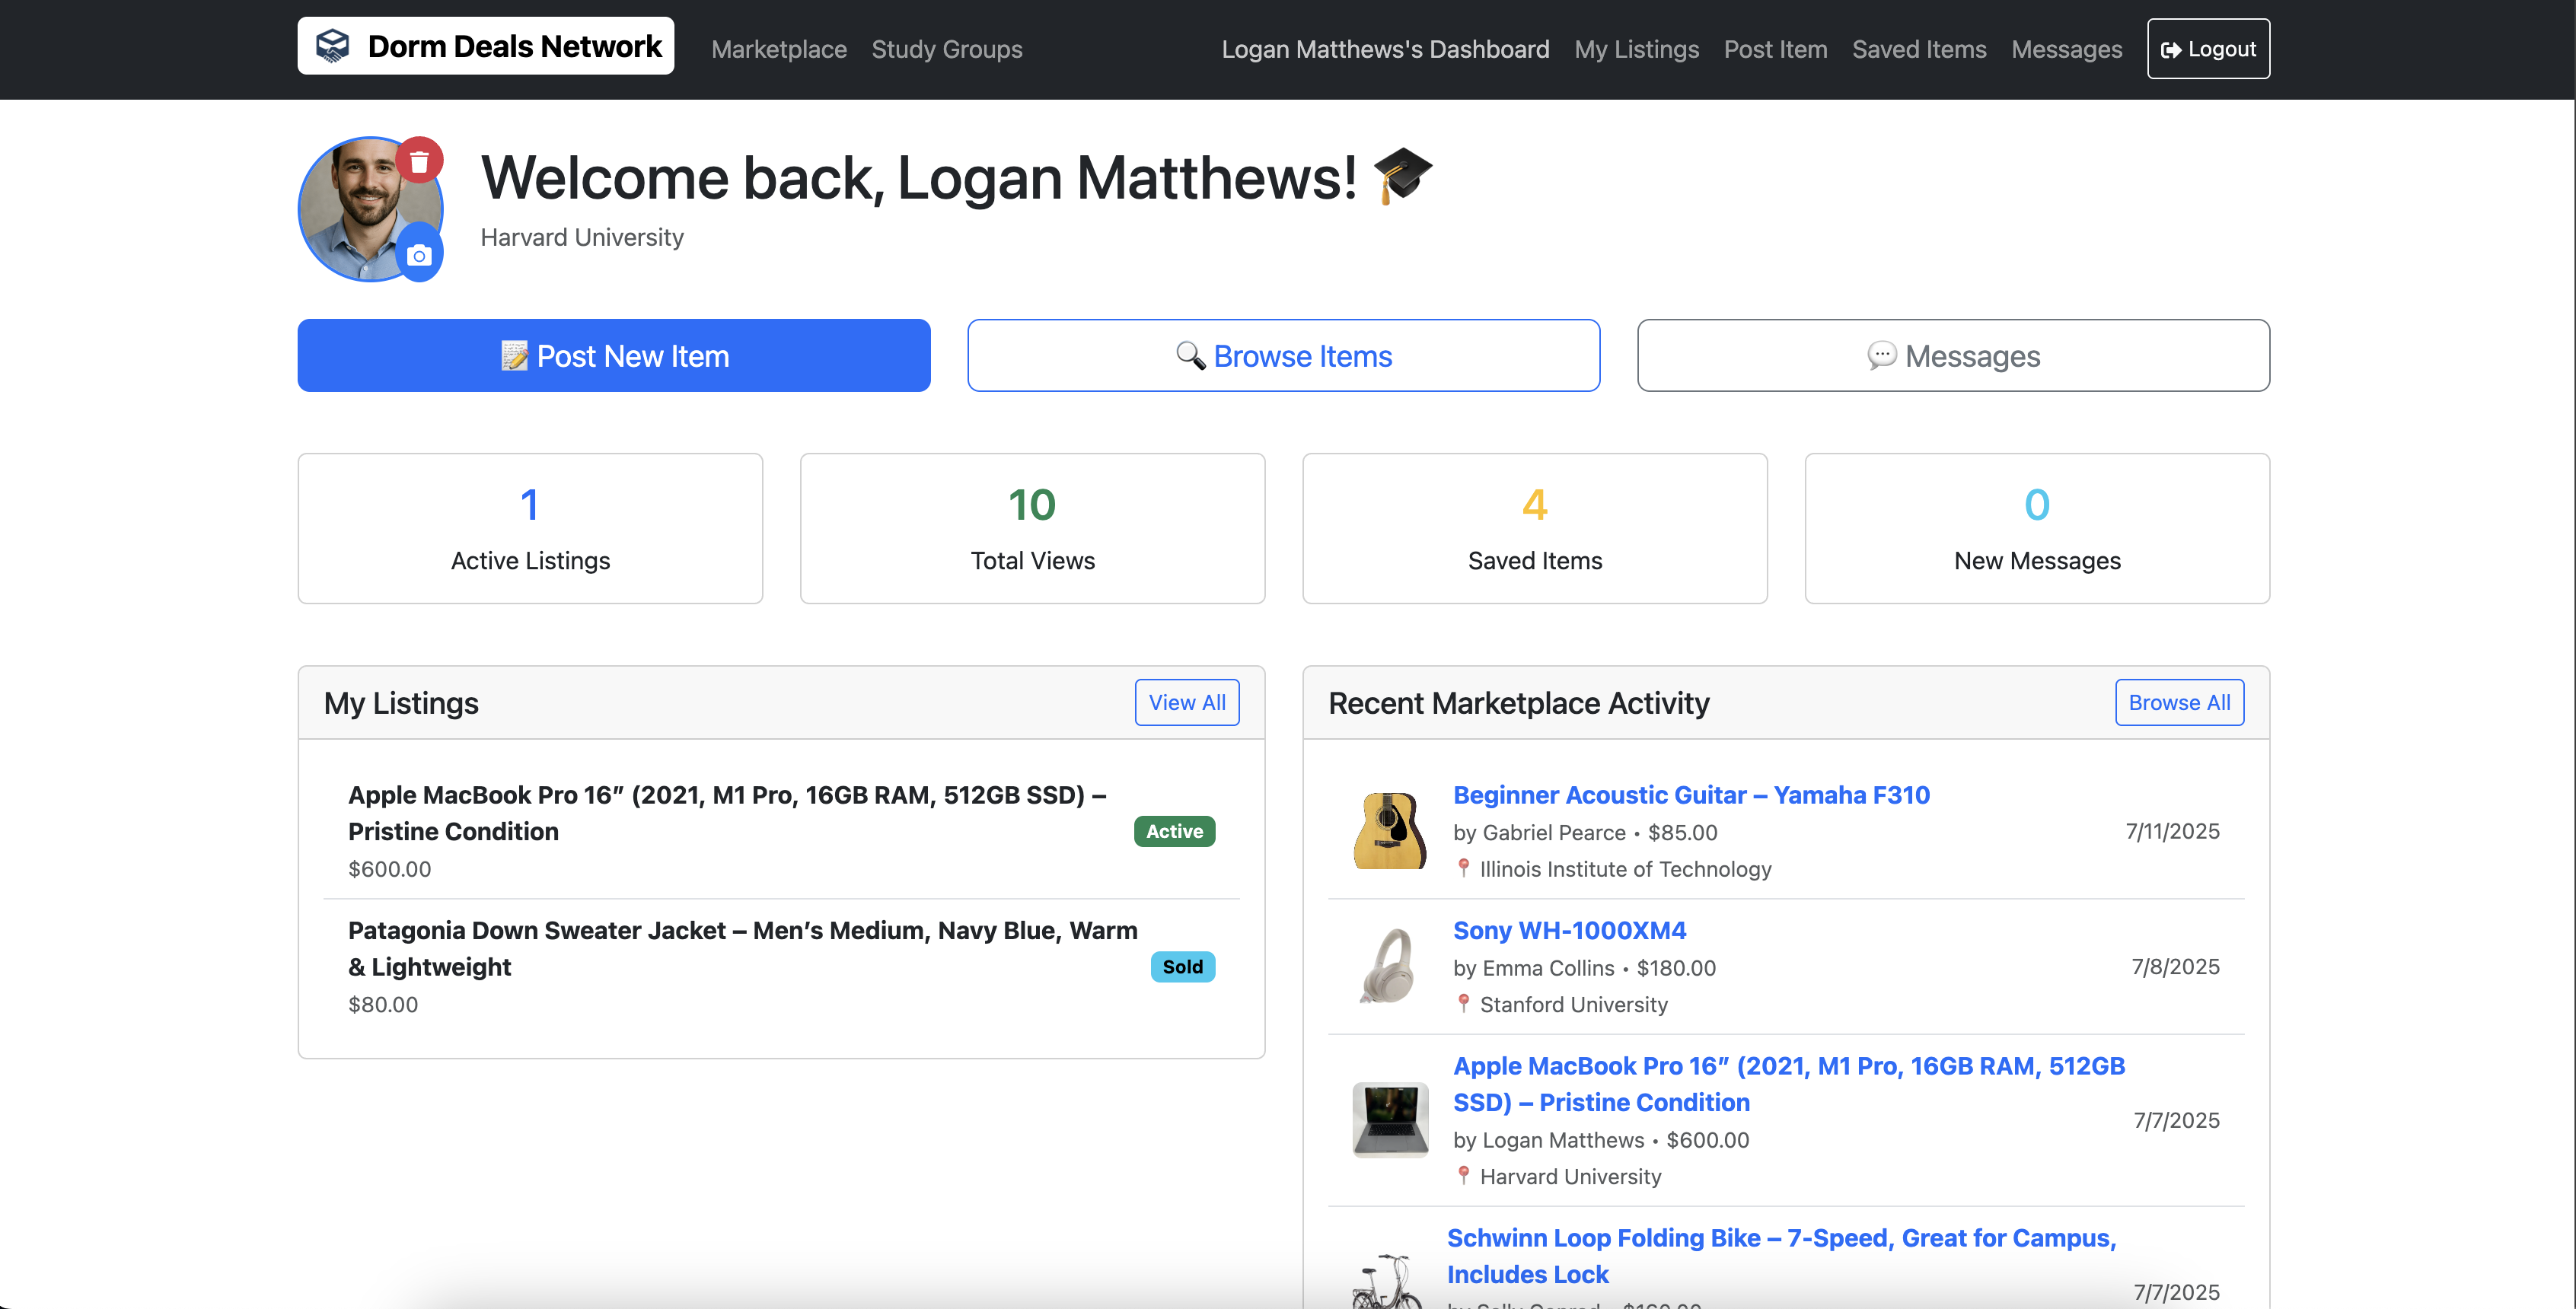 Dorm Deals Network
Marketplace
Study Groups
Logan Matthews's Dashboard
My Listings
Post Item
Saved Items
Messages
Logout
Welcome back, Logan Matthews! 🎓
Harvard University
📝 Post New Item
🔍 Browse Items
💬 Messages
1
Active Listings
10
Total Views
4
Saved Items
0
New Messages
My Listings
View All
Apple MacBook Pro 16” (2021, M1 Pro, 16GB RAM, 512GB SSD) –
Pristine Condition
Active
$600.00
Patagonia Down Sweater Jacket – Men’s Medium, Navy Blue, Warm
& Lightweight
Sold
$80.00
Recent Marketplace Activity
Browse All
Beginner Acoustic Guitar – Yamaha F310
by Gabriel Pearce • $85.00
7/11/2025
📍 Illinois Institute of Technology
Sony WH-1000XM4
by Emma Collins • $180.00
7/8/2025
📍 Stanford University
Apple MacBook Pro 16” (2021, M1 Pro, 16GB RAM, 512GB
SSD) – Pristine Condition
7/7/2025
by Logan Matthews • $600.00
📍 Harvard University
Schwinn Loop Folding Bike – 7-Speed, Great for Campus,
Includes Lock
7/7/2025